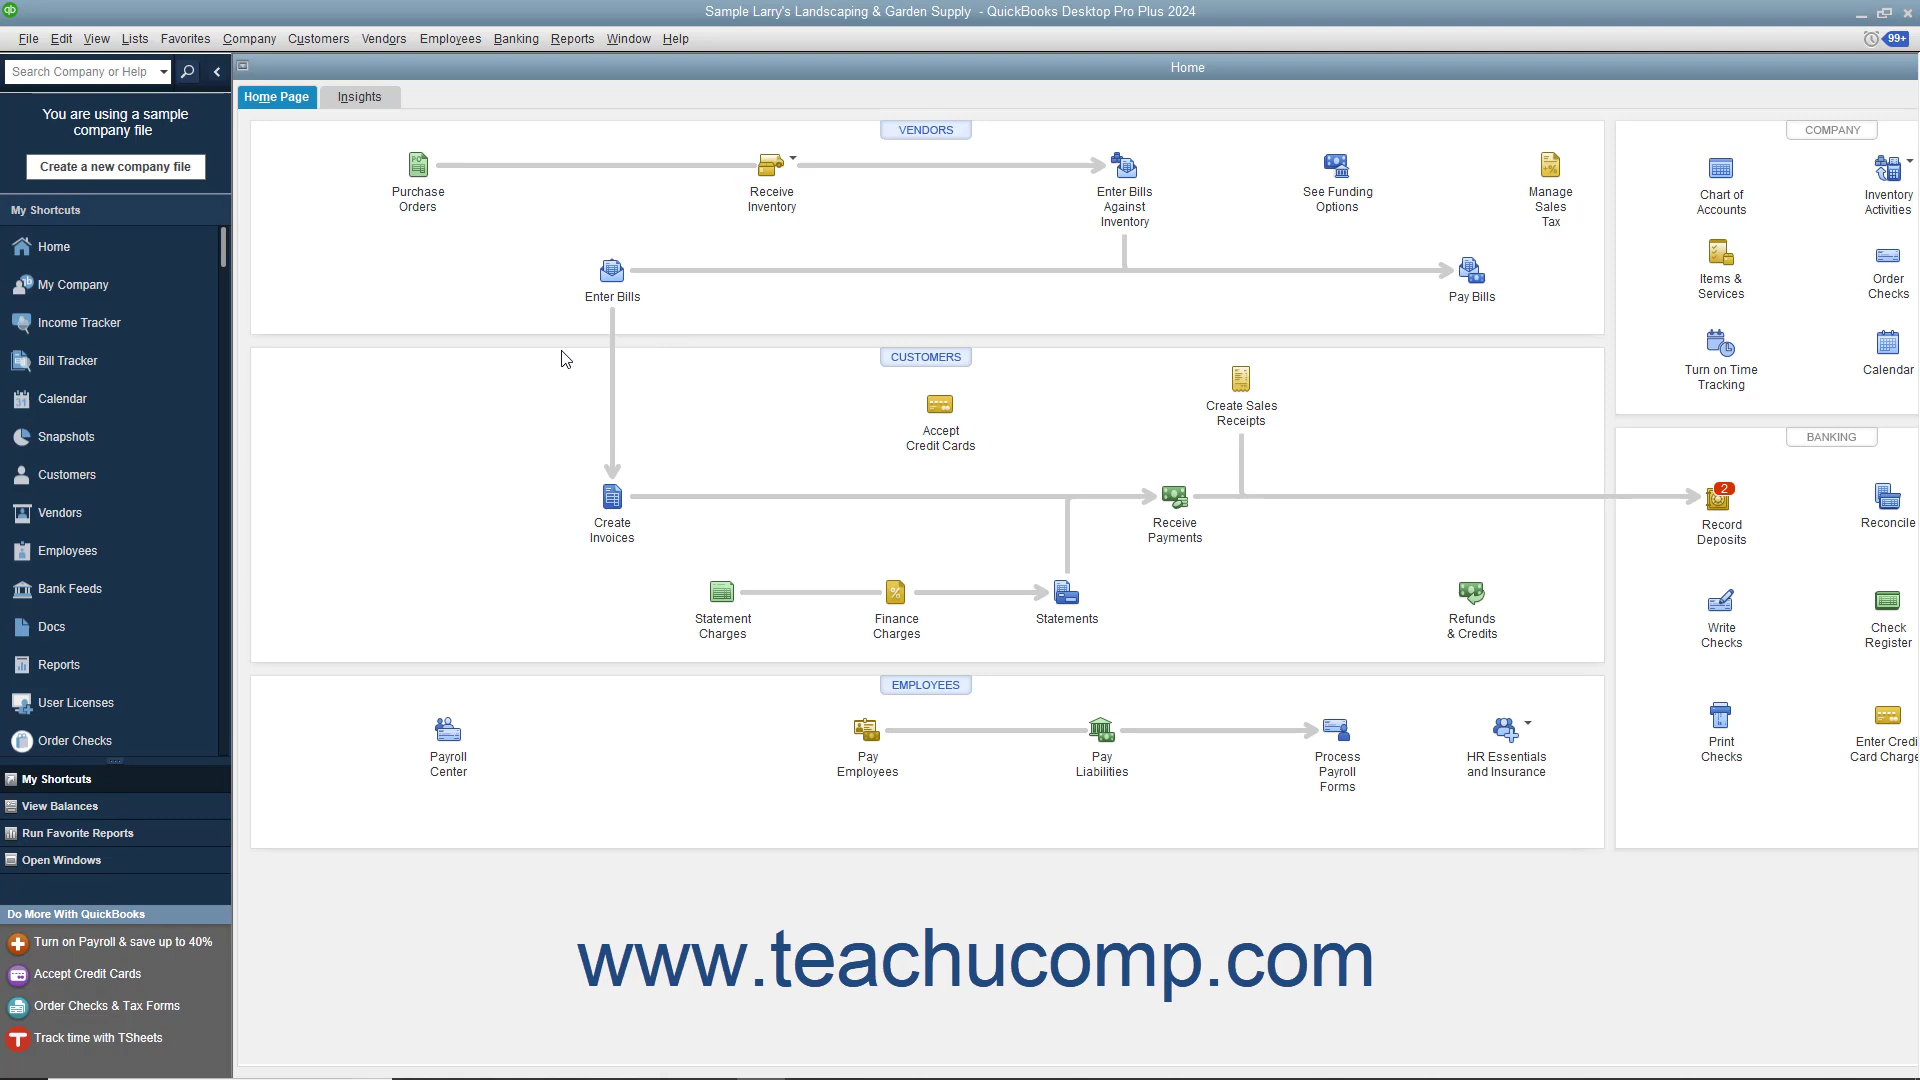 Sample Larry's Landscaping & Garden Supply - QuickBooks Desktop Pro Plus 2024
File Edit View Lists Favorites Company Customers Vendors Employees Banking Reports Window Help
99+
Search Company or Help
Home
Home Page
Insights
You are using a sample
company file
Create a new company file
My Shortcuts
Home
My Company
Income Tracker
Bill Tracker
31
Calendar
Snapshots
Customers
Vendors
Employees
Bank Feeds
Docs
Reports
User Licenses
Order Checks
My Shortcuts
View Balances
Run Favorite Reports
Open Windows
Do More With QuickBooks
Turn on Payroll & save up to 40%
Accept Credit Cards
Order Checks & Tax Forms
Track time with TSheets
VENDORS
Purchase
Orders
Receive
Inventory
Enter Bills
Against
Inventory
See Funding
Options
Manage
Sales
Tax
Enter Bills
Pay Bills
CUSTOMERS
Accept
Credit Cards
Create Sales
Receipts
Create
Invoices
Receive
Payments
Statement
Charges
Finance
Charges
Statements
Refunds
& Credits
EMPLOYEES
Payroll
Center
Pay
Employees
Pay
Liabilities
Process
Payroll
Forms
HR Essentials
and Insurance
COMPANY
Chart of
Accounts
Inventory
Activities
Items &
Services
Order
Checks
Turn on Time
Tracking
Calendar
BANKING
2
Record
Deposits
Reconcile
Write
Checks
Check
Register
Print
Checks
Enter Credi
Card Charge
www.teachucomp.com